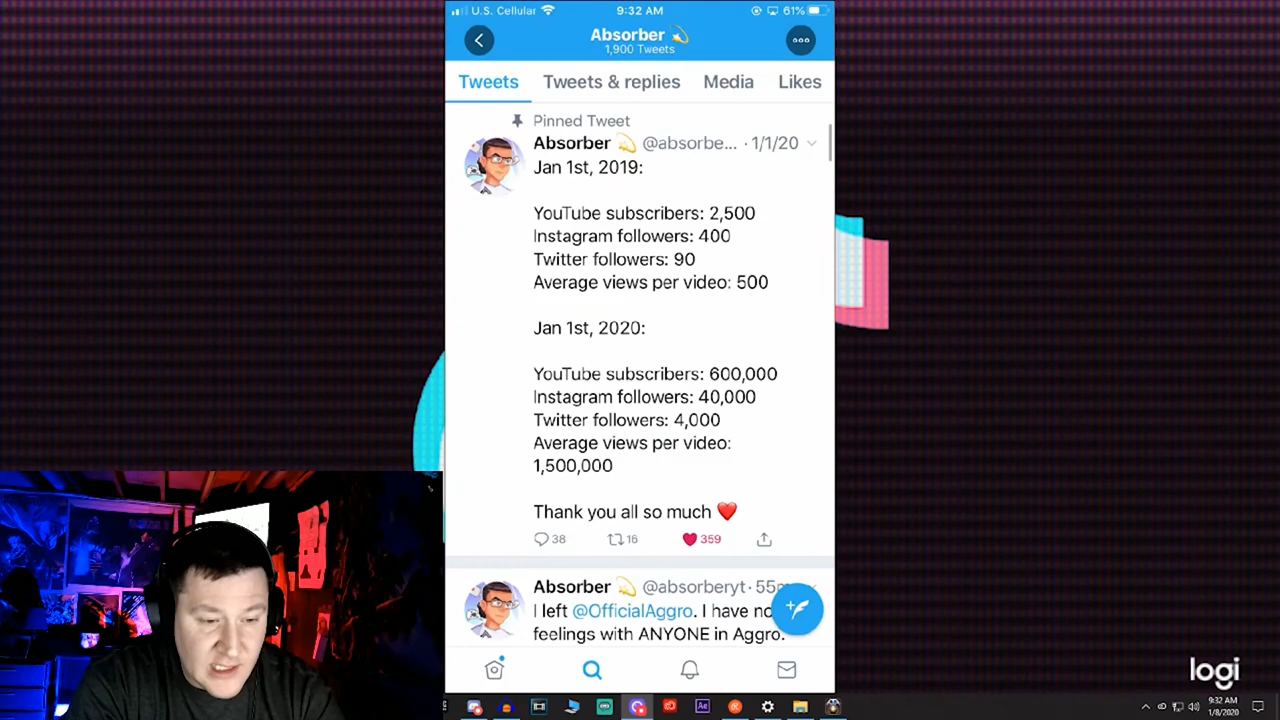 U.S. Cellular 9:32 AM 61%
Absorber
1,900 Tweets
Tweets Tweets & replies Media Likes
Pinned Tweet
Absorber @absorbe... · 1/1/20
Jan 1st, 2019:
YouTube subscribers: 2,500
Instagram followers: 400
Twitter followers: 90
Average views per video: 500
Jan 1st, 2020:
YouTube subscribers: 600,000
Instagram followers: 40,000
Twitter followers: 4,000
Average views per video:
1,500,000
Thank you all so much ❤️
38 16 359
Absorber @absorberyt · 55m
I left @OfficialAggro. I have no
feelings with ANYONE in Aggro.
logi
9:32 AM
1/8/2020